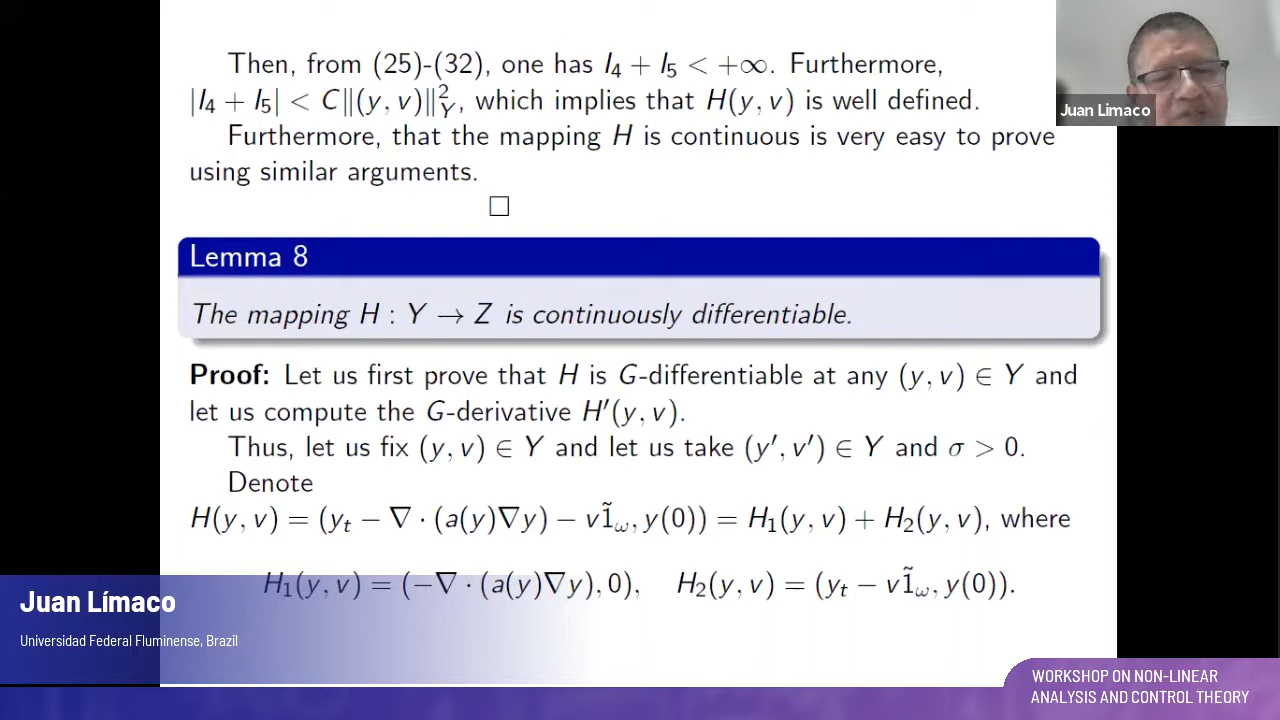 Then, from (25)-(32), one has I₄ + I₅ < +∞. Furthermore,
|I₄ + I₅| < C‖(y, v)‖²_Y, which implies that H(y, v) is well defined.
Furthermore, that the mapping H is continuous is very easy to prove
using similar arguments.
□
Lemma 8
The mapping H : Y → Z is continuously differentiable.
Proof: Let us first prove that H is G-differentiable at any (y, v) ∈ Y and
let us compute the G-derivative H′(y, v).
Thus, let us fix (y, v) ∈ Y and let us take (y′, v′) ∈ Y and σ > 0.
Denote
H(y, v) = (y_t − ∇ · (a(y)∇y) − v1̃_ω, y(0)) = H₁(y, v) + H₂(y, v), where
H₁(y, v) = (−∇ · (a(y)∇y), 0), H₂(y, v) = (y_t − v1̃_ω, y(0)).
Juan Limaco
Juan Límaco
Universidad Federal Fluminense, Brazil
WORKSHOP ON NON-LINEAR
ANALYSIS AND CONTROL THEORY